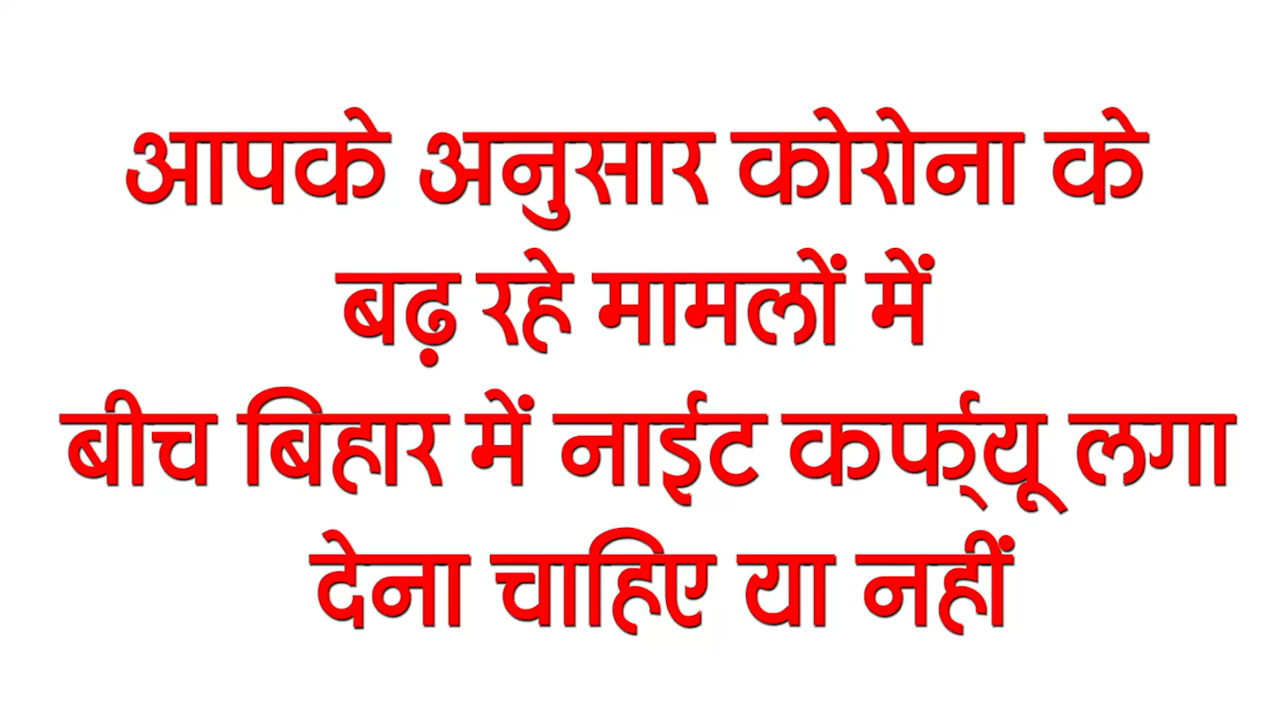 आपके अनुसार कोरोना के
बढ़ रहे मामलों में
बीच बिहार में नाईट कर्फ्यू लगा
देना चाहिए या नहीं